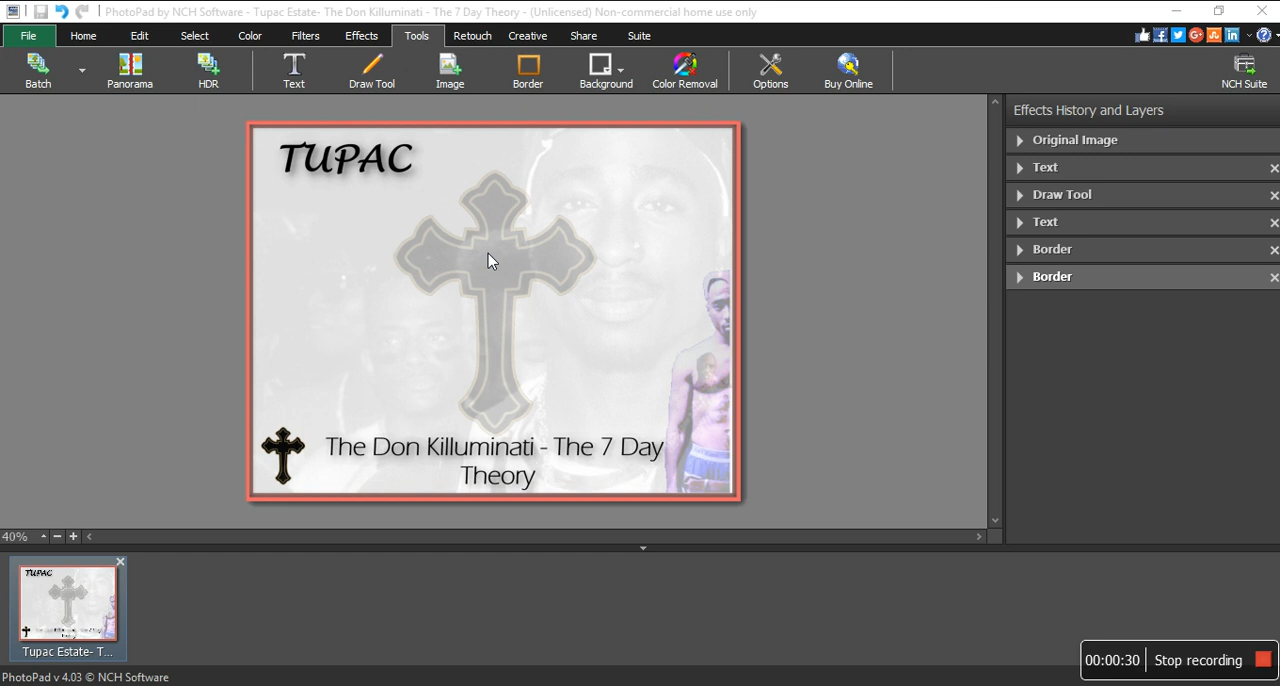 PhotoPad by NCH Software - Tupac Estate- The Don Killuminati - The 7 Day Theory - (Unlicensed) Non-commercial home use only
File Home Edit Select Color Filters Effects Tools Retouch Creative Share Suite
Batch Panorama HDR Text Draw Tool Image Border Background Color Removal Options Buy Online NCH Suite
Effects History and Layers
Original Image
Text
Draw Tool
Text
Border
Border
TUPAC
The Don Killuminati - The 7 Day
Theory
40%
TUPAC
Tupac Estate- T...
00:00:30 Stop recording
PhotoPad v 4.03 © NCH Software